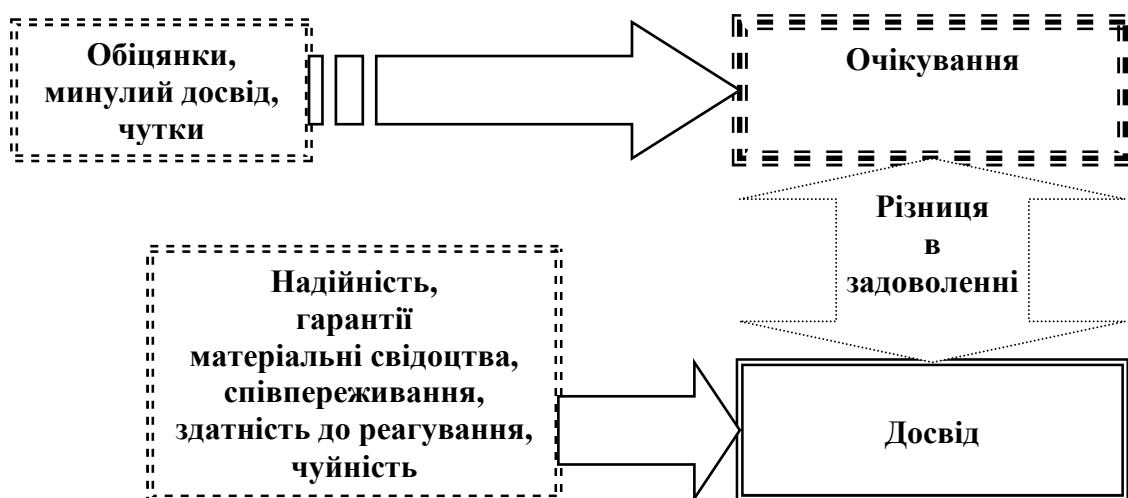 Обіцянки,
минулий досвід,
чутки
Очікування
Різниця
в
задоволенні
Надійність,
гарантії
матеріальні свідоцтва,
співпереживання,
здатність до реагування,
чуйність
Досвід